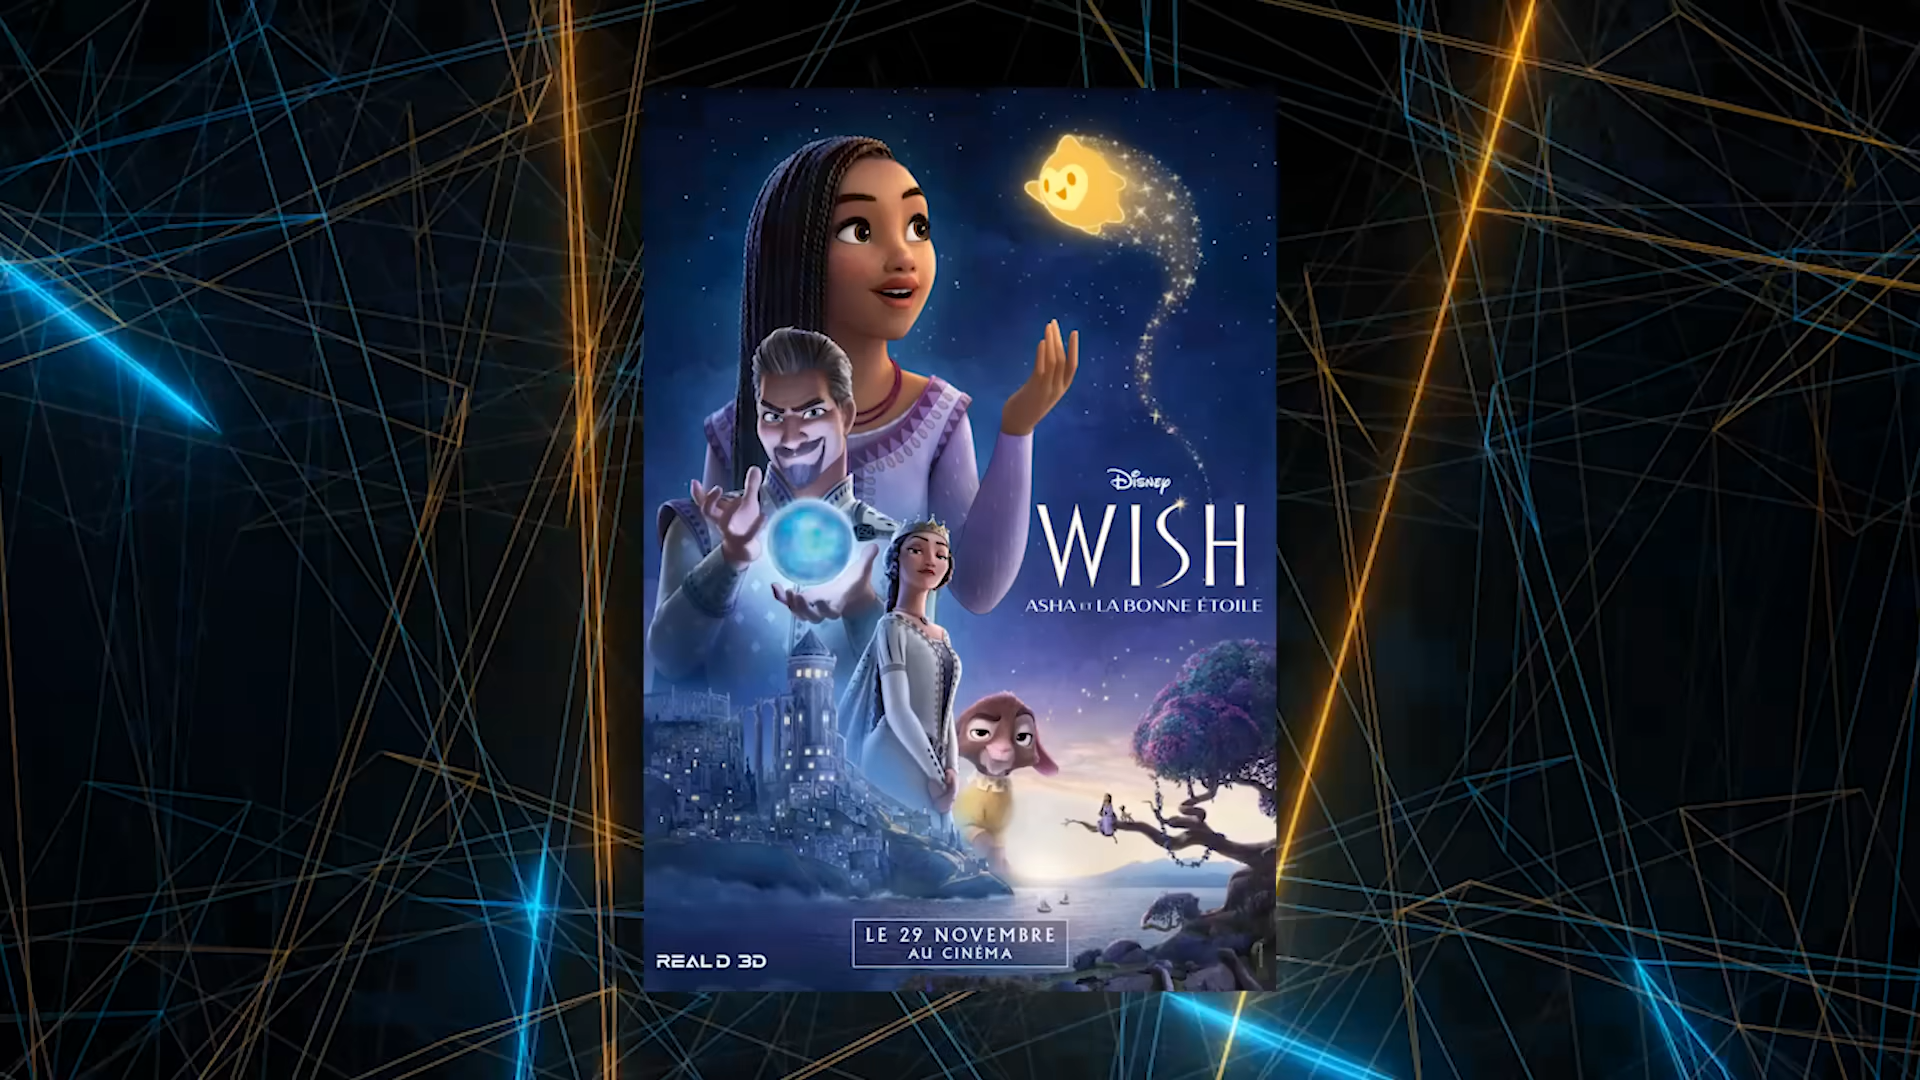 Disney
WISH
ASHA ET LA BONNE ÉTOILE
LE 29 NOVEMBRE
AU CINÉMA
REAL D 3D